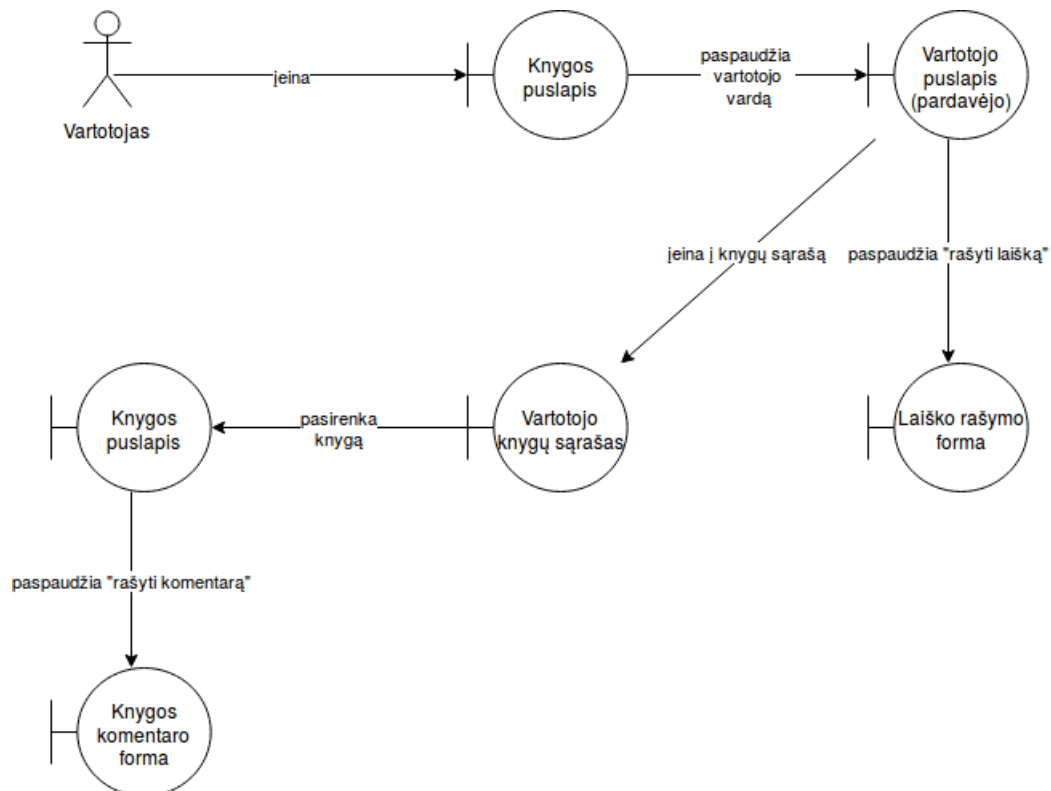 Vartotojas
įeina
Knygos
puslapis
paspaudžia
vartotojo
vardą
Vartotojo
puslapis
(pardavėjo)
įeina į knygų sąrašą
paspaudžia "rašyti laišką"
Knygos
puslapis
pasirenka
knygą
Vartotojo
knygų sąrašas
Laiško rašymo
forma
paspaudžia "rašyti komentarą"
Knygos
komentaro
forma